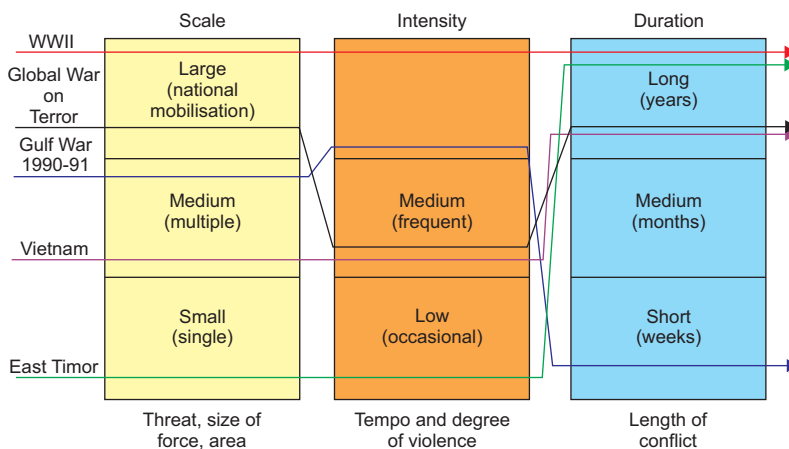 Scale
Intensity
Duration
WWII
Global War
on
Terror
Gulf War
1990-91
Vietnam
East Timor
Large
(national
mobilisation)
Medium
(multiple)
Small
(single)
Medium
(frequent)
Low
(occasional)
Long
(years)
Medium
(months)
Short
(weeks)
Threat, size of
force, area
Tempo and degree
of violence
Length of
conflict